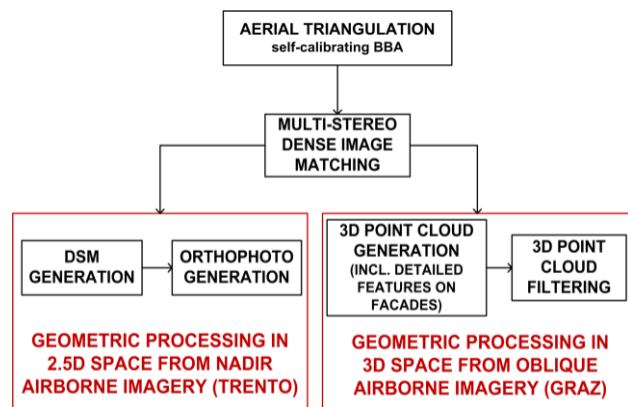 AERIAL TRIANGULATION
self-calibrating BBA
MULTI-STEREO
DENSE IMAGE
MATCHING
DSM
GENERATION
ORTHOPHOTO
GENERATION
GEOMETRIC PROCESSING IN
2.5D SPACE FROM NADIR
AIRBORNE IMAGERY (TRENTO)
3D POINT CLOUD
GENERATION
(INCL. DETAILED
FEATURES ON
FACADES)
3D POINT
CLOUD
FILTERING
GEOMETRIC PROCESSING IN
3D SPACE FROM OBLIQUE
AIRBORNE IMAGERY (GRAZ)